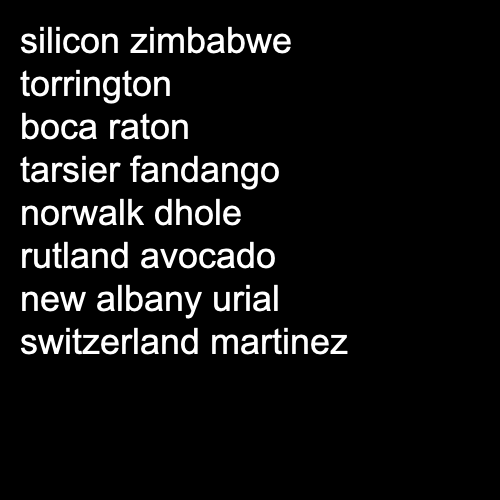 silicon zimbabwe
torrington
boca raton
tarsier fandango
norwalk dhole
rutland avocado
new albany urial
switzerland martinez